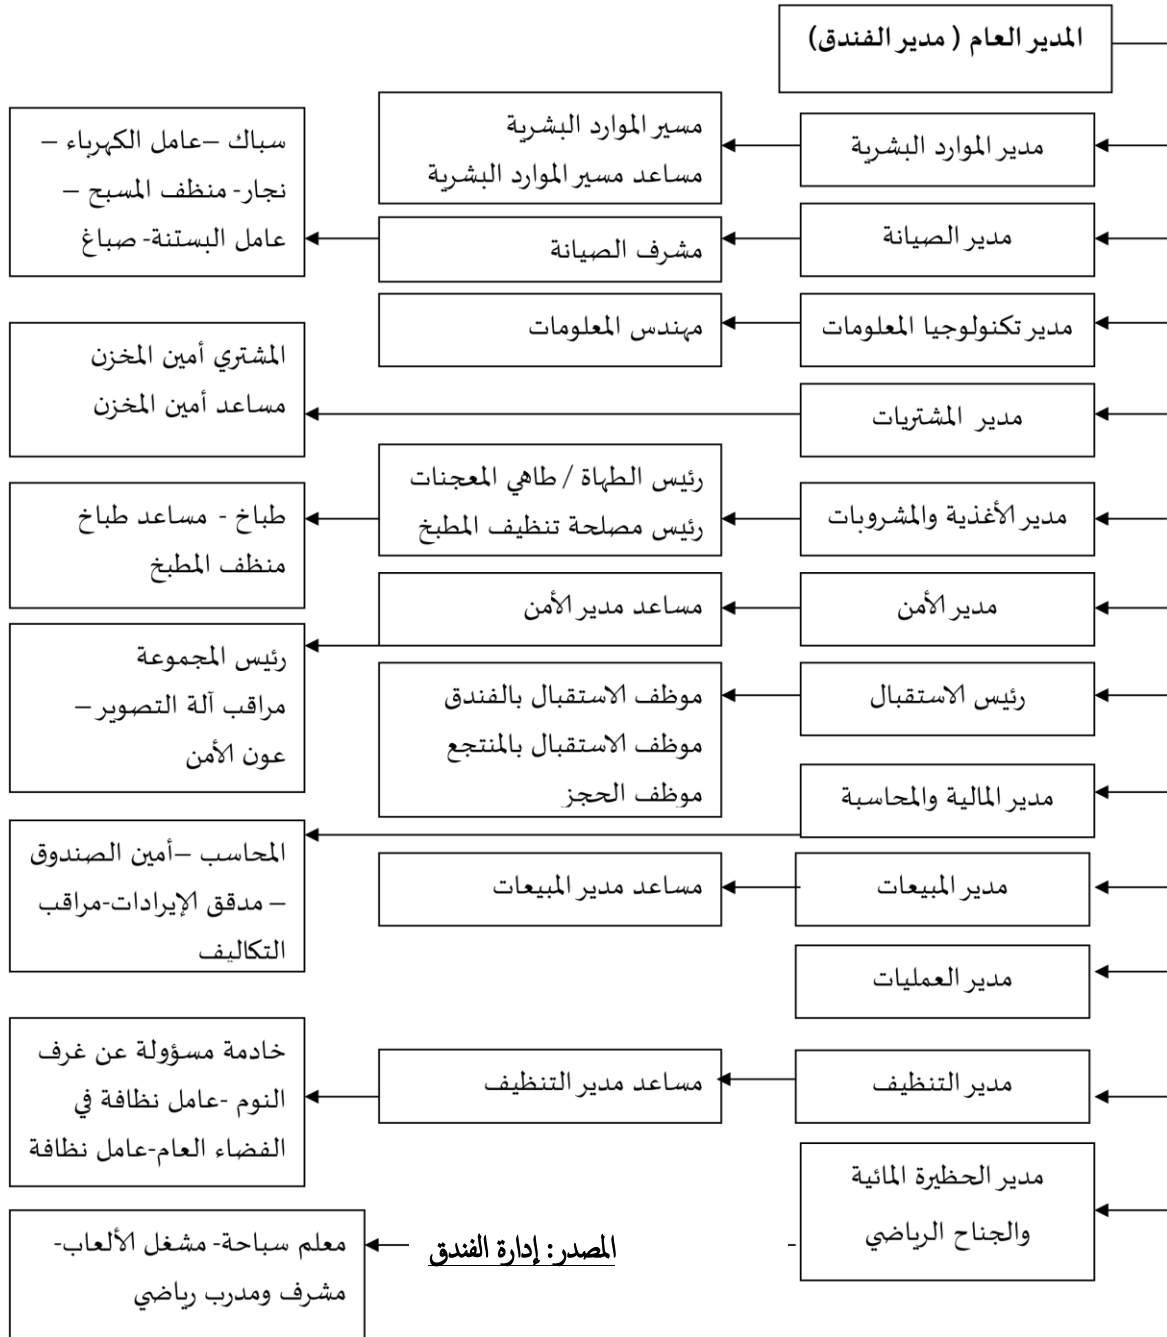 المدير العام ( مدير الفندق)
مدير الموارد البشرية
مسير الموارد البشرية
مساعد مسير الموارد البشرية
سباك –عامل الكهرباء –
نجار- منظف المسبح –
عامل البستنة- صباغ
مدير الصيانة
مشرف الصيانة
مدير تكنولوجيا المعلومات
مهندس المعلومات
المشتري أمين المخزن
مساعد أمين المخزن
مدير المشتريات
مدير الأغذية والمشروبات
رئيس الطهاة / طاهي المعجنات
رئيس مصلحة تنظيف المطبخ
طباخ - مساعد طباخ
منظف المطبخ
مدير الأمن
مساعد مدير الأمن
رئيس المجموعة
مراقب آلة التصوير –
عون الأمن
رئيس الاستقبال
موظف الاستقبال بالفندق
موظف الاستقبال بالمنتجع
موظف الحجز
مدير المالية والمحاسبة
المحاسب –أمين الصندوق
– مدقق الإيرادات-مراقب
التكاليف
مدير المبيعات
مساعد مدير المبيعات
مدير العمليات
مدير التنظيف
مساعد مدير التنظيف
خادمة مسؤولة عن غرف
النوم -عامل نظافة في
الفضاء العام-عامل نظافة
مدير الحظيرة المائية
والجناح الرياضي
- المصدر: إدارة الفندق
معلم سباحة- مشغل الألعاب-
مشرف ومدرب رياضي